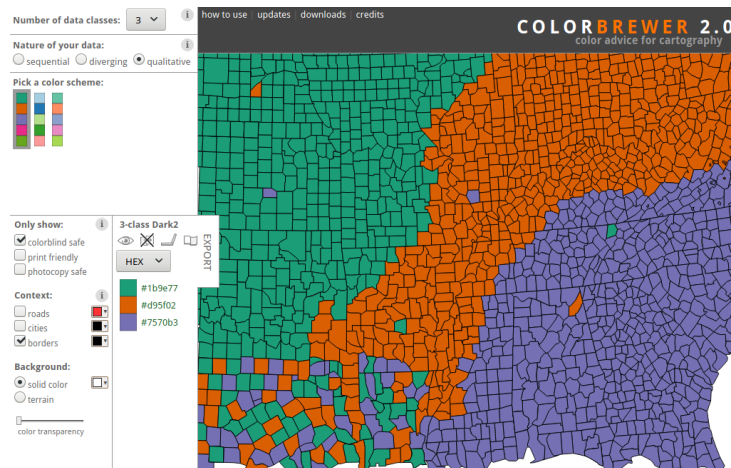 Number of data classes: 3 i
how to use | updates | downloads | credits
COLORBREWER 2.0
color advice for cartography
Nature of your data: i
sequential diverging qualitative
Pick a color scheme:
Only show: i
colorblind safe
print friendly
photocopy safe
Context: i
roads
cities
borders
Background:
solid color
terrain
color transparency
3-class Dark2
EXPORT
HEX
#1b9e77
#d95f02
#7570b3